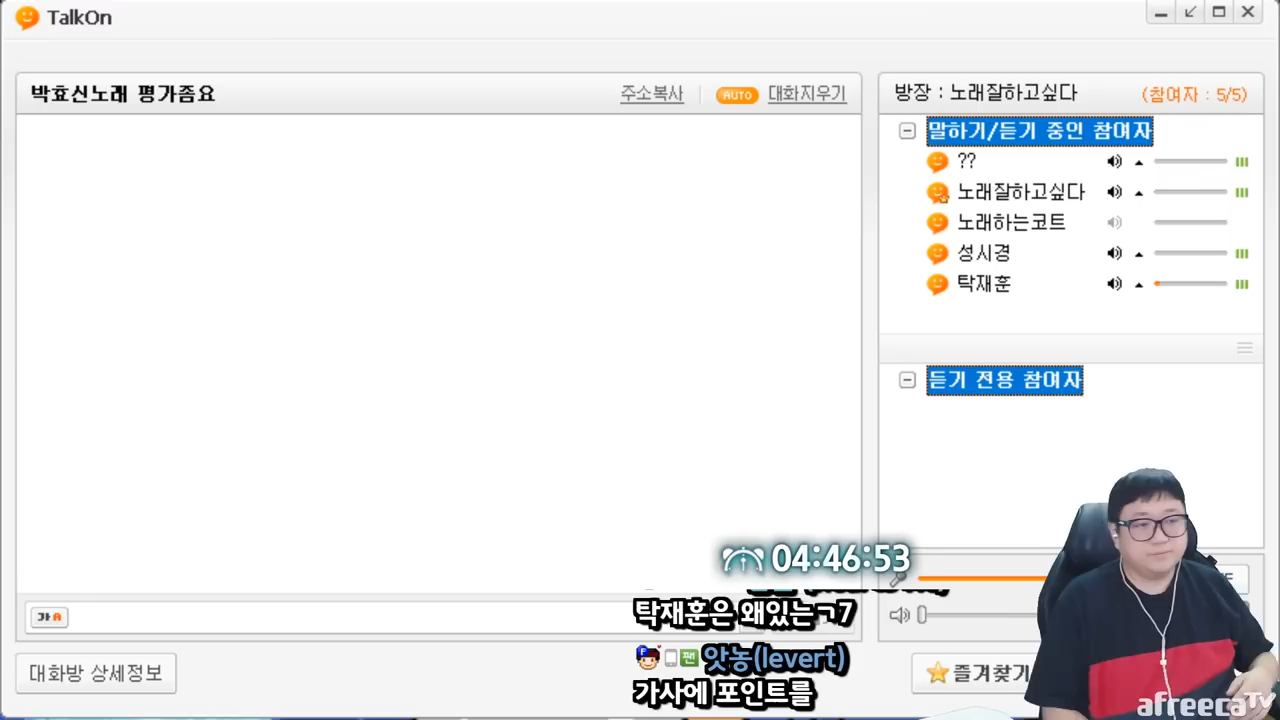 TalkOn
박효신노래 평가좀요
주소복사
AUTO
대화지우기
방장 : 노래잘하고싶다
(참여자 : 5/5)
말하기/듣기 중인 참여자
??
노래잘하고싶다
노래하는코트
성시경
탁재훈
듣기 전용 참여자
04:46:53
탁재훈은 왜있는ㄱ7
앗농(levert)
가사에 포인트를
가A
대화방 상세정보
즐겨찾기
afreecaTV